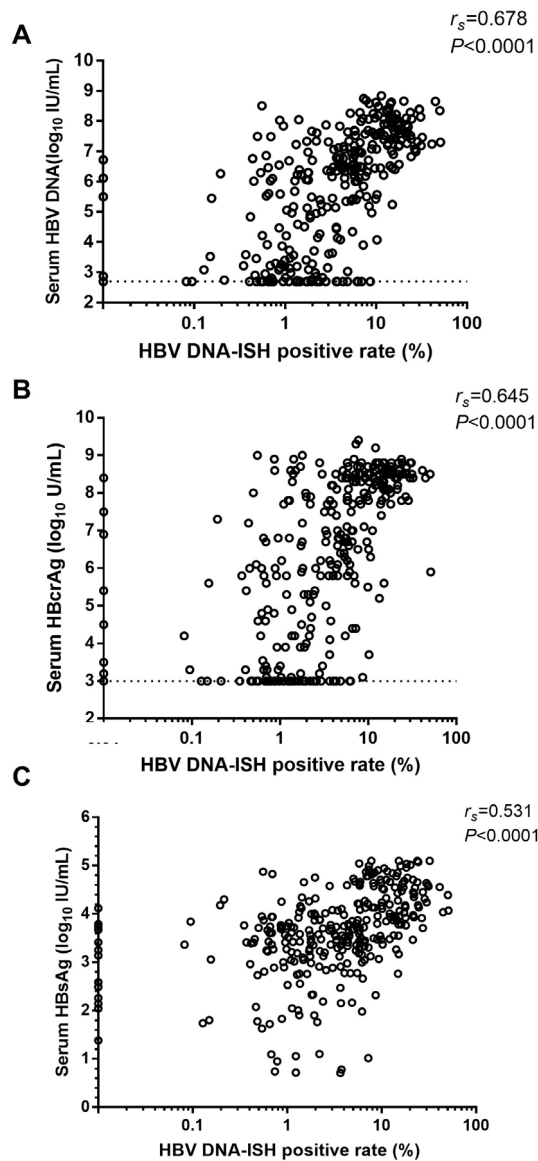 A
rs=0.678
P<0.0001
Serum HBV DNA(log10 IU/mL)
10
9
8
7
6
5
4
3
2
0.1 1 10 100
HBV DNA-ISH positive rate (%)
B
rs=0.645
P<0.0001
Serum HBcrAg (log10 U/mL)
10
9
8
7
6
5
4
3
2
0.1 1 10 100
HBV DNA-ISH positive rate (%)
C
rs=0.531
P<0.0001
Serum HBsAg (log10 IU/mL)
6
5
4
3
2
1
0
0.1 1 10 100
HBV DNA-ISH positive rate (%)